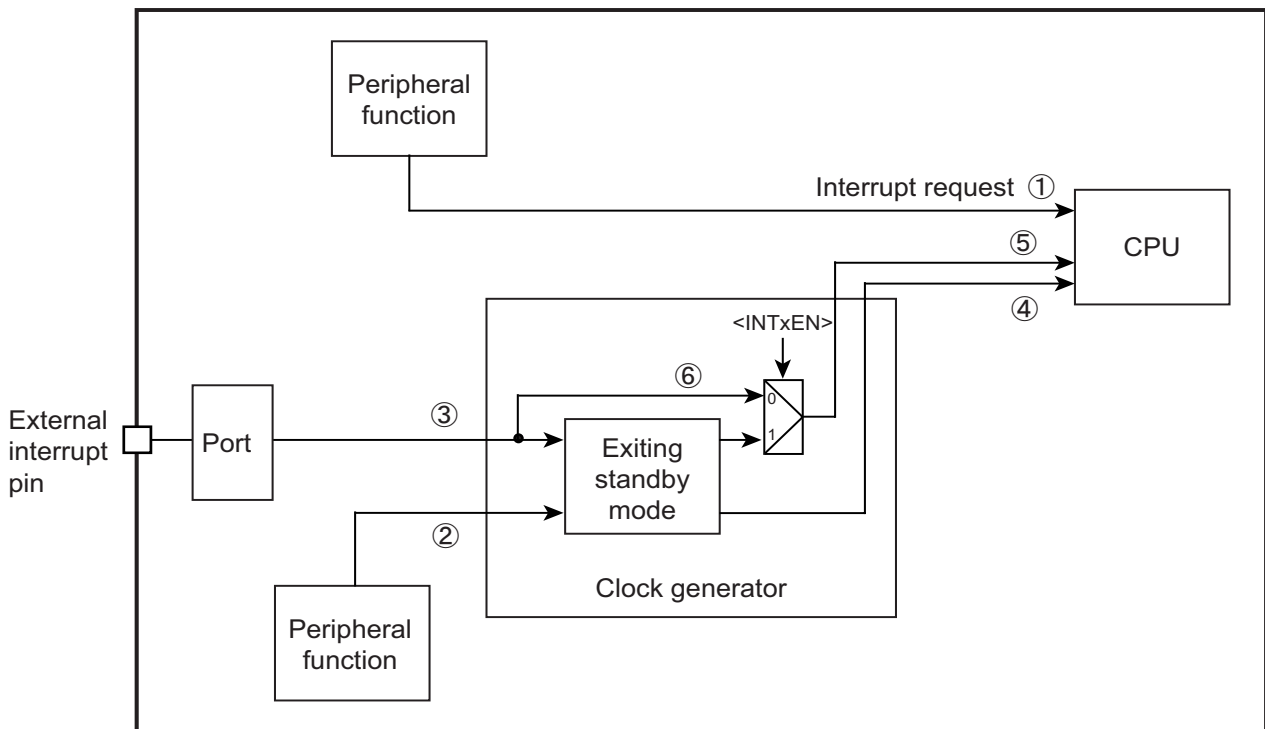 Peripheral
function
Interrupt request ①
CPU
⑤
④
<INTxEN>
⑥
0
1
External
interrupt
pin
Port
③
Exiting
standby
mode
②
Clock generator
Peripheral
function